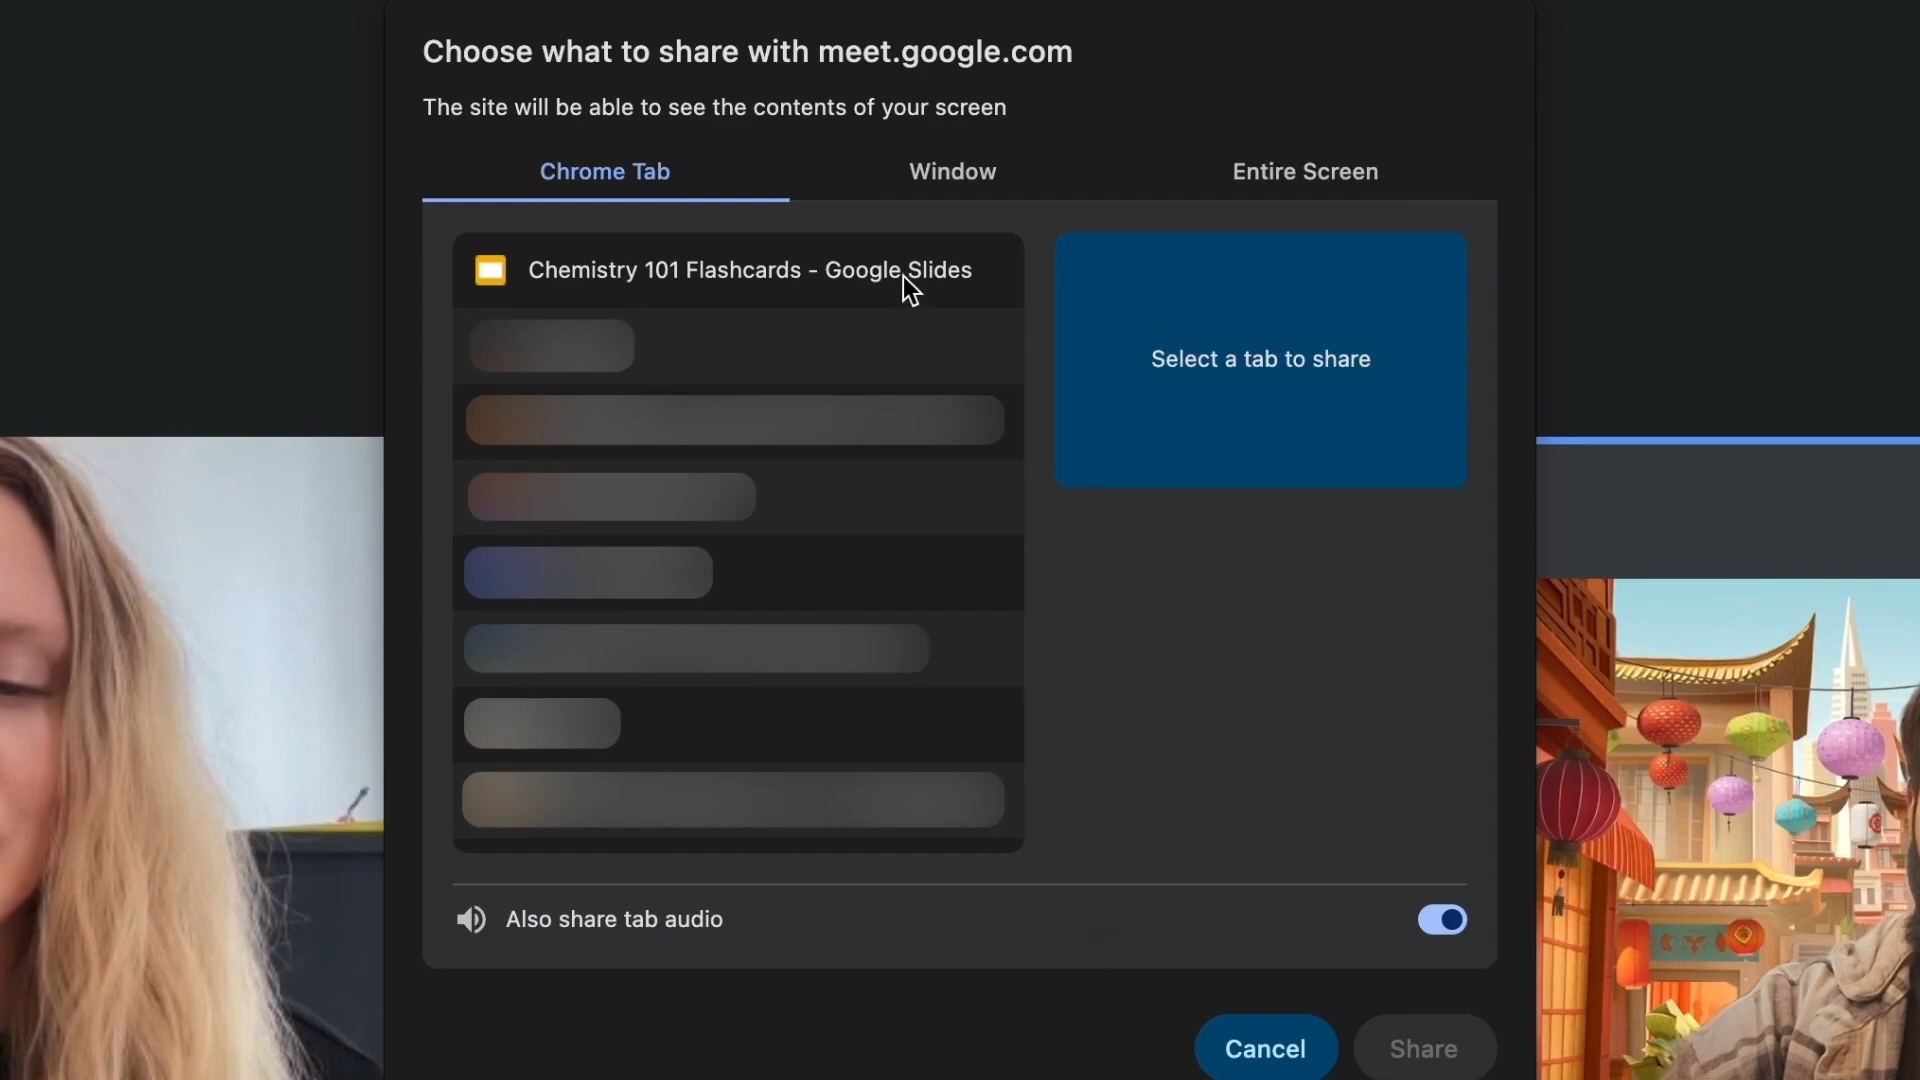 Choose what to share with meet.google.com
The site will be able to see the contents of your screen
Chrome Tab
Window
Entire Screen
Chemistry 101 Flashcards - Google Slides
Select a tab to share
Also share tab audio
Cancel
Share